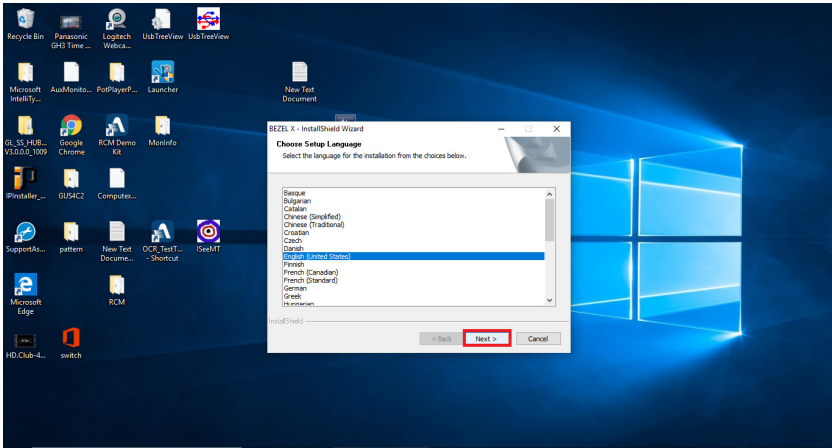 Recycle Bin
Panasonic
GH3 Time ...
Logitech
Webca...
UsbTreeView
UsbTreeView
Microsoft
IntelliTy...
AuxMonito...
PotPlayerP...
Launcher
New Text
Document
GL_SS_HUB...
V3.0.0.0_1009
Google
Chrome
RCM Demo
Kit
MonInfo
IPInstaller_...
GUS4C2
Computex...
SupportAs...
pattern
New Text
Docume...
OCR_TestT...
- Shortcut
ISeeMT
Microsoft
Edge
RCM
HD.Club-4...
switch
BEZEL X - InstallShield Wizard
Choose Setup Language
Select the language for the installation from the choices below.
Basque
Bulgarian
Catalan
Chinese (Simplified)
Chinese (Traditional)
Croatian
Czech
Danish
English (United States)
Finnish
French (Canadian)
French (Standard)
German
Greek
Hungarian
InstallShield
< Back
Next >
Cancel